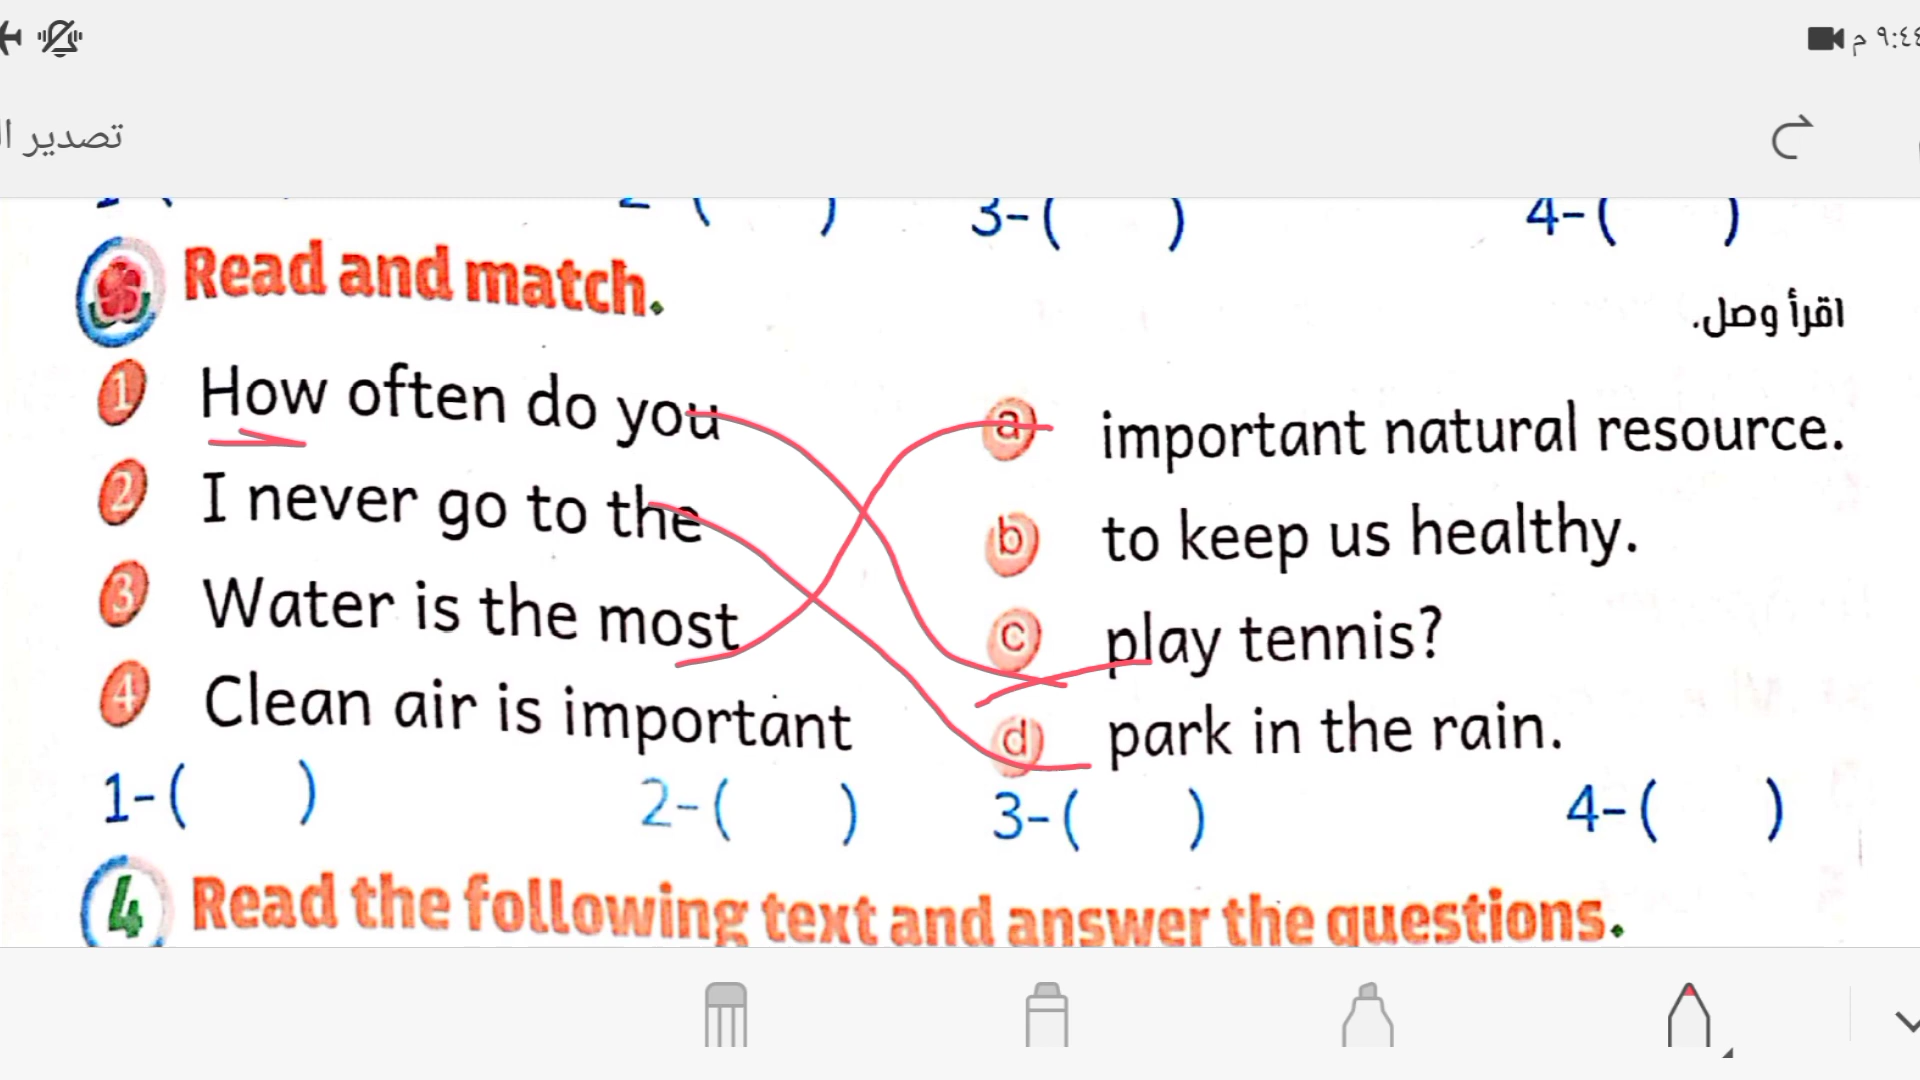 م ٩:٤٤
تصدير
3-( ) 4-( )
Read and match.
اقرأ وصل.
1 How often do you
a important natural resource.
2 I never go to the
b to keep us healthy.
3 Water is the most
c play tennis?
4 Clean air is important
d park in the rain.
1-( ) 2-( ) 3-( ) 4-( )
4 Read the following text and answer the questions.